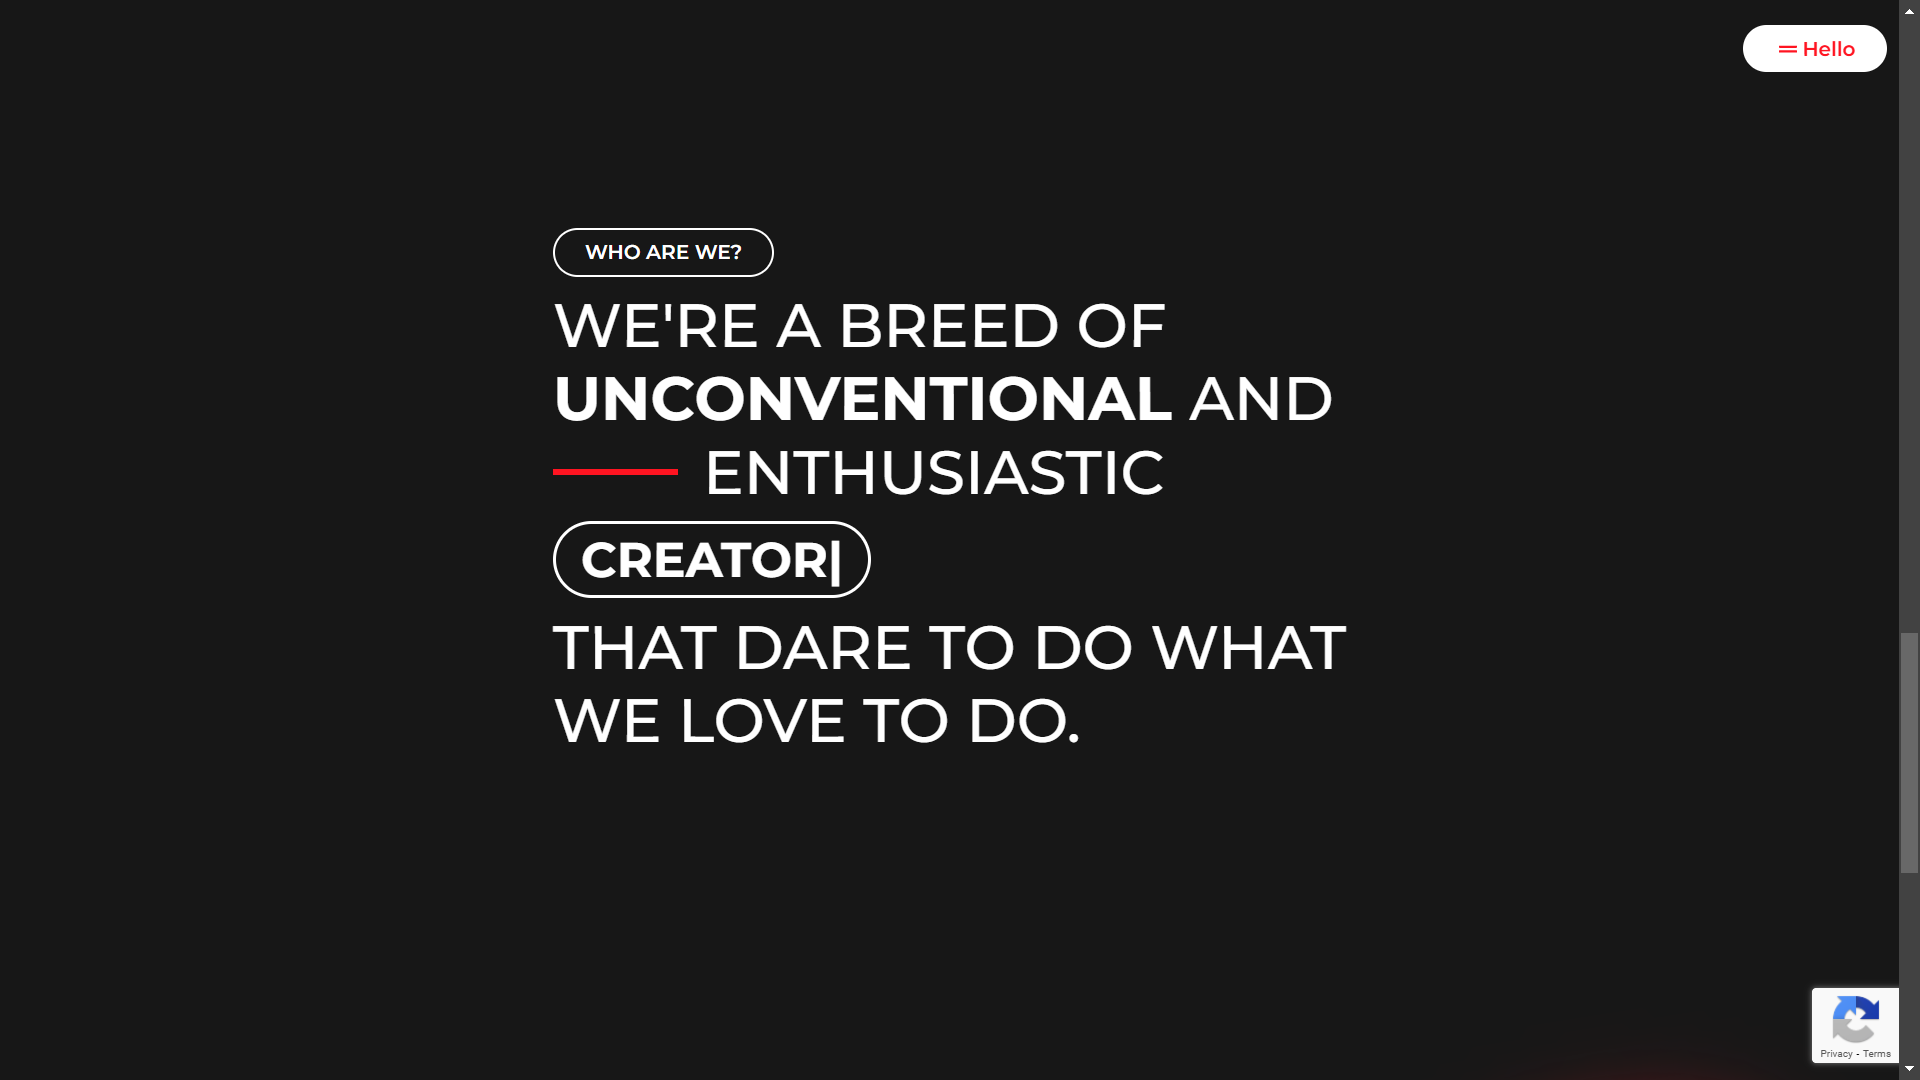 Hello
WHO ARE WE?
WE'RE A BREED OF
UNCONVENTIONAL AND
ENTHUSIASTIC
CREATOR|
THAT DARE TO DO WHAT
WE LOVE TO DO.
Privacy - Terms